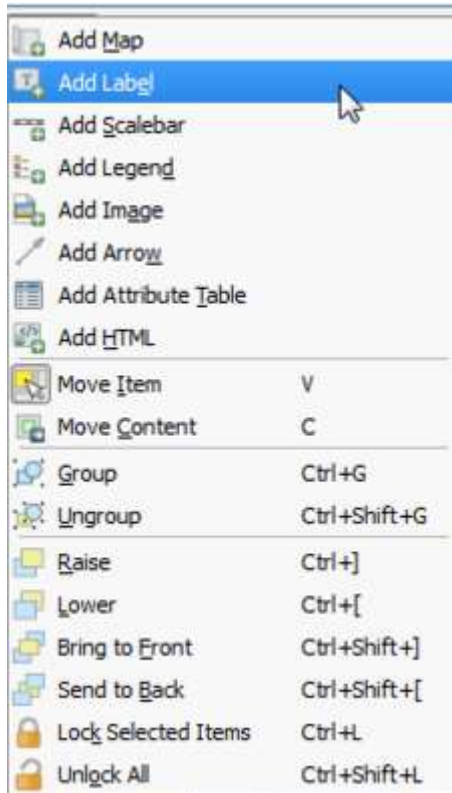 Add Map
Add Label
Add Scalebar
Add Legend
Add Image
Add Arrow
Add Attribute Table
Add HTML
Move Item V
Move Content C
Group Ctrl+G
Ungroup Ctrl+Shift+G
Raise Ctrl+]
Lower Ctrl+[
Bring to Front Ctrl+Shift+]
Send to Back Ctrl+Shift+[
Lock Selected Items Ctrl+L
Unlock All Ctrl+Shift+L